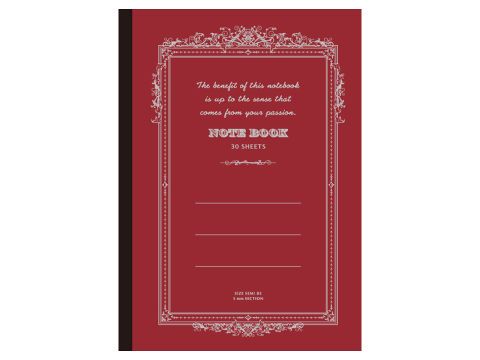 The benefit of this notebook
is up to the sense that
comes from your passion.
NOTE BOOK
30 SHEETS
SIZE SEMI B5
5 mm SECTION